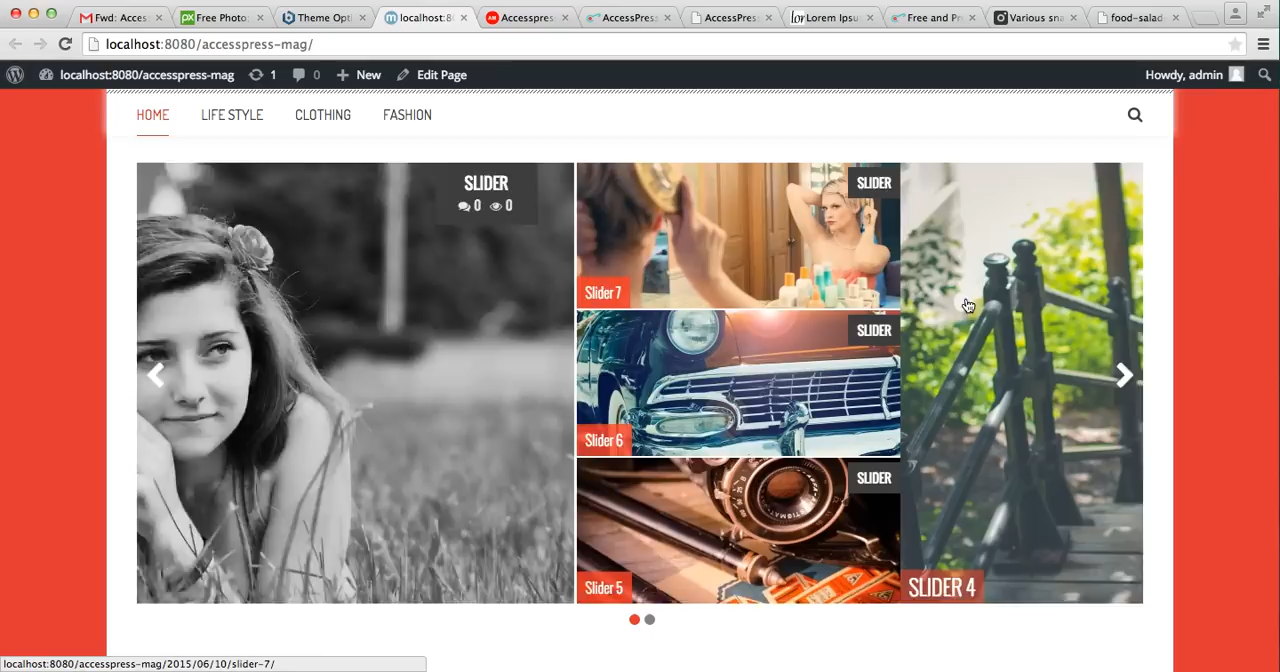 Fwd: Acces
Free Photo:
Theme Opti
localhost:8
Accesspres
AccessPres
AccessPres
Lorem Ipsu
Free and Pr
Various sna
food-salad
localhost:8080/accesspress-mag/
localhost:8080/accesspress-mag
1
0
New
Edit Page
Howdy, admin
HOME
LIFE STYLE
CLOTHING
FASHION
SLIDER
0
0
SLIDER
Slider 7
SLIDER
Slider 6
SLIDER
Slider 5
SLIDER 4
localhost:8080/accesspress-mag/2015/06/10/slider-7/